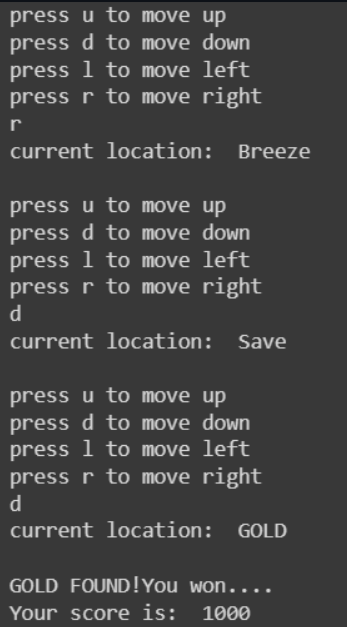 press u to move up
press d to move down
press l to move left
press r to move right
r
current location:  Breeze
press u to move up
press d to move down
press l to move left
press r to move right
d
current location:  Save
press u to move up
press d to move down
press l to move left
press r to move right
d
current location:  GOLD
GOLD FOUND!You won....
Your score is:  1000